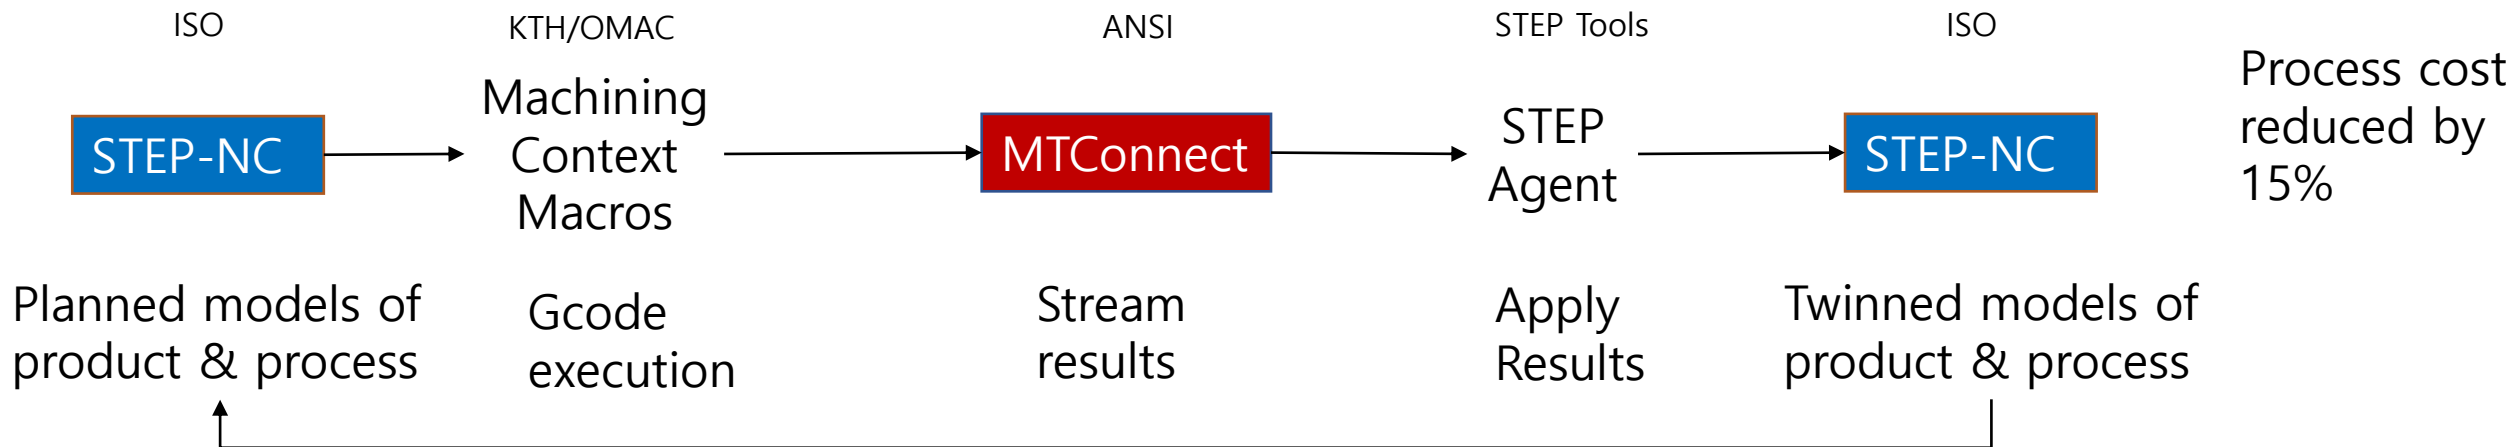 ISO
KTH/OMAC
ANSI
STEP Tools
ISO
STEP-NC
Machining
Context
Macros
MTConnect
STEP
Agent
STEP-NC
Process cost
reduced by
15%
Planned models of
product & process
Gcode
execution
Stream
results
Apply
Results
Twinned models of
product & process